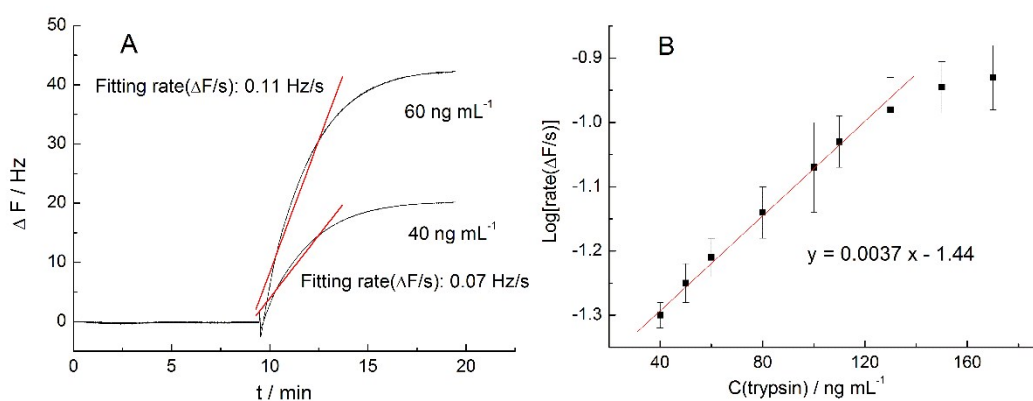 A
Fitting rate(ΔF/s): 0.11 Hz/s
60 ng mL⁻¹
40 ng mL⁻¹
Fitting rate(ΔF/s): 0.07 Hz/s
Δ F / Hz
50
40
30
20
10
0
0
5
10
15
20
t / min
B
y = 0.0037 x - 1.44
Log[rate(ΔF/s)]
-0.9
-1.0
-1.1
-1.2
-1.3
40
80
120
160
C(trypsin) / ng mL⁻¹